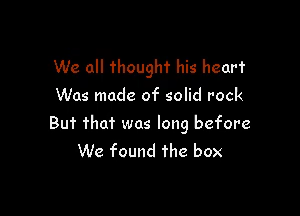 We all thought his heart
Was made of solid rock
But that was long before
We found the box